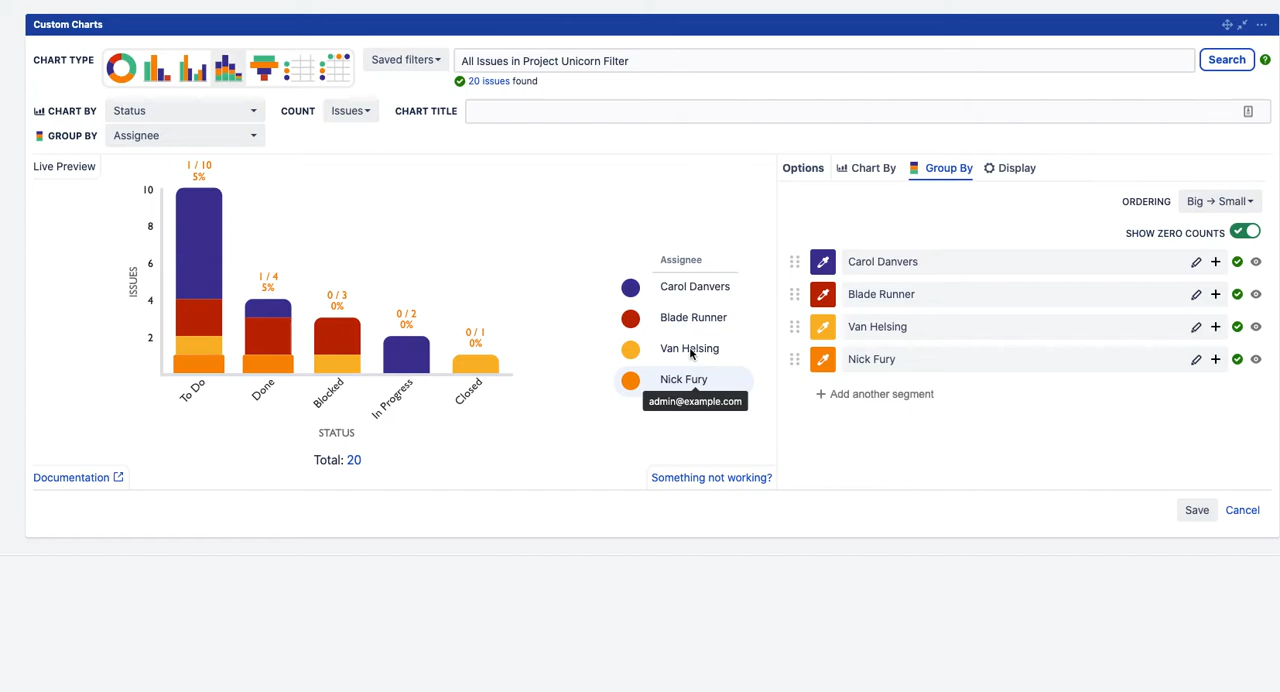 Custom Charts
CHART TYPE
Saved filters
All Issues in Project Unicorn Filter
Search
20 issues found
CHART BY
Status
COUNT
Issues
CHART TITLE
GROUP BY
Assignee
Live Preview
1 / 10
5%
1 / 4
5%
0 / 3
0%
0 / 2
0%
0 / 1
0%
10
8
6
4
2
ISSUES
To Do
Done
Blocked
In Progress
Closed
STATUS
Total: 20
Assignee
Carol Danvers
Blade Runner
Van Helsing
Nick Fury
admin@example.com
Documentation
Something not working?
Options
Chart By
Group By
Display
ORDERING
Big → Small
SHOW ZERO COUNTS
Carol Danvers
Blade Runner
Van Helsing
Nick Fury
+ Add another segment
Save
Cancel